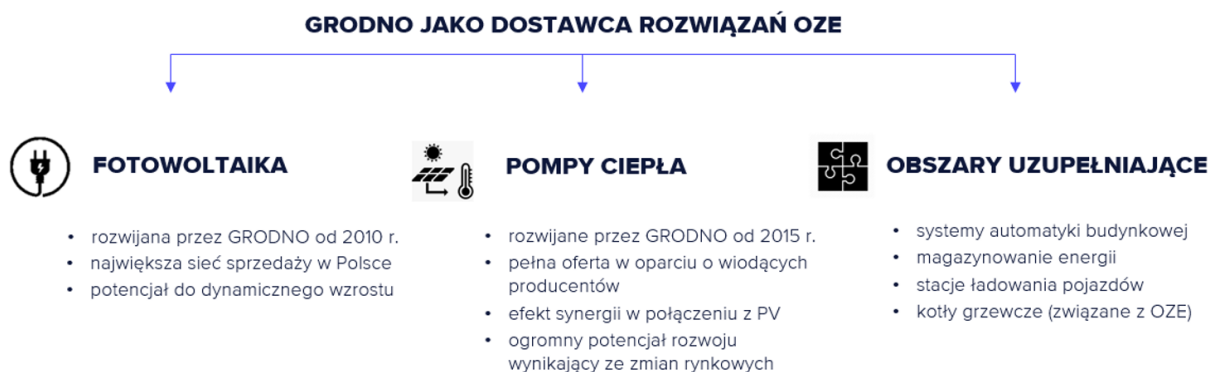 GRODNO JAKO DOSTAWCA ROZWIĄZAŃ OZE
FOTOWOLTAIKA
• rozwijana przez GRODNO od 2010 r.
• największa sieć sprzedaży w Polsce
• potencjał do dynamicznego wzrostu
POMPY CIEPŁA
• rozwijane przez GRODNO od 2015 r.
• pełna oferta w oparciu o wiodących
producentów
• efekt synergii w połączeniu z PV
• ogromny potencjał rozwoju
wynikający ze zmian rynkowych
OBSZARY UZUPEŁNIAJĄCE
• systemy automatyki budynkowej
• magazynowanie energii
• stacje ładowania pojazdów
• kotły grzewcze (związane z OZE)